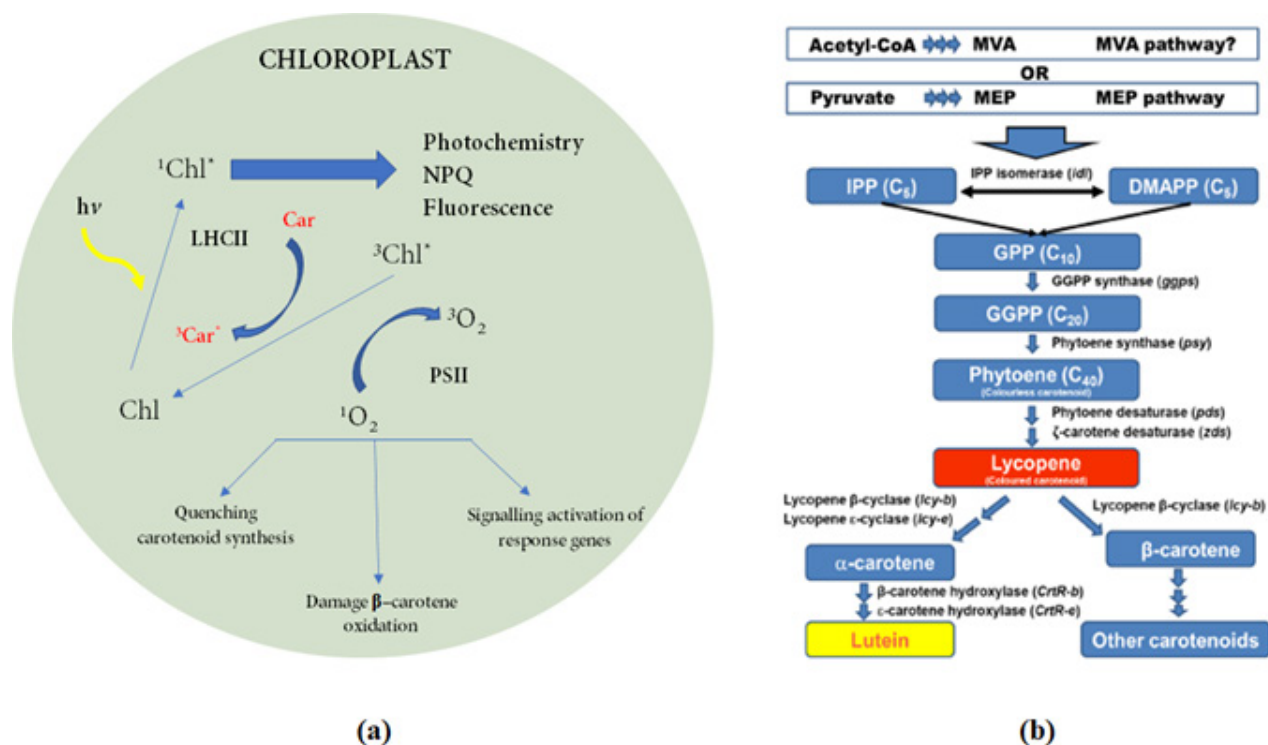 CHLOROPLAST
Photochemistry
NPQ
Fluorescence
¹Chl*
hν
LHCII
Car
³Chl*
³Car*
³O₂
PSII
Chl
¹O₂
Quenching
carotenoid synthesis
Signalling activation of
response genes
Damage β–carotene
oxidation
(a)
Acetyl-CoA MVA MVA pathway?
OR
Pyruvate MEP MEP pathway
IPP isomerase (idi)
IPP (C₅) DMAPP (C₅)
GPP (C₁₀)
GGPP synthase (ggps)
GGPP (C₂₀)
Phytoene synthase (psy)
Phytoene (C₄₀)
(Colourless carotenoid)
Phytoene desaturase (pds)
ζ-carotene desaturase (zds)
Lycopene
(Coloured carotenoid)
Lycopene β-cyclase (lcy-b) Lycopene β-cyclase (lcy-b)
Lycopene ε-cyclase (lcy-e)
α-carotene β-carotene
β-carotene hydroxylase (CrtR-b)
ε-carotene hydroxylase (CrtR-e)
Lutein Other carotenoids
(b)